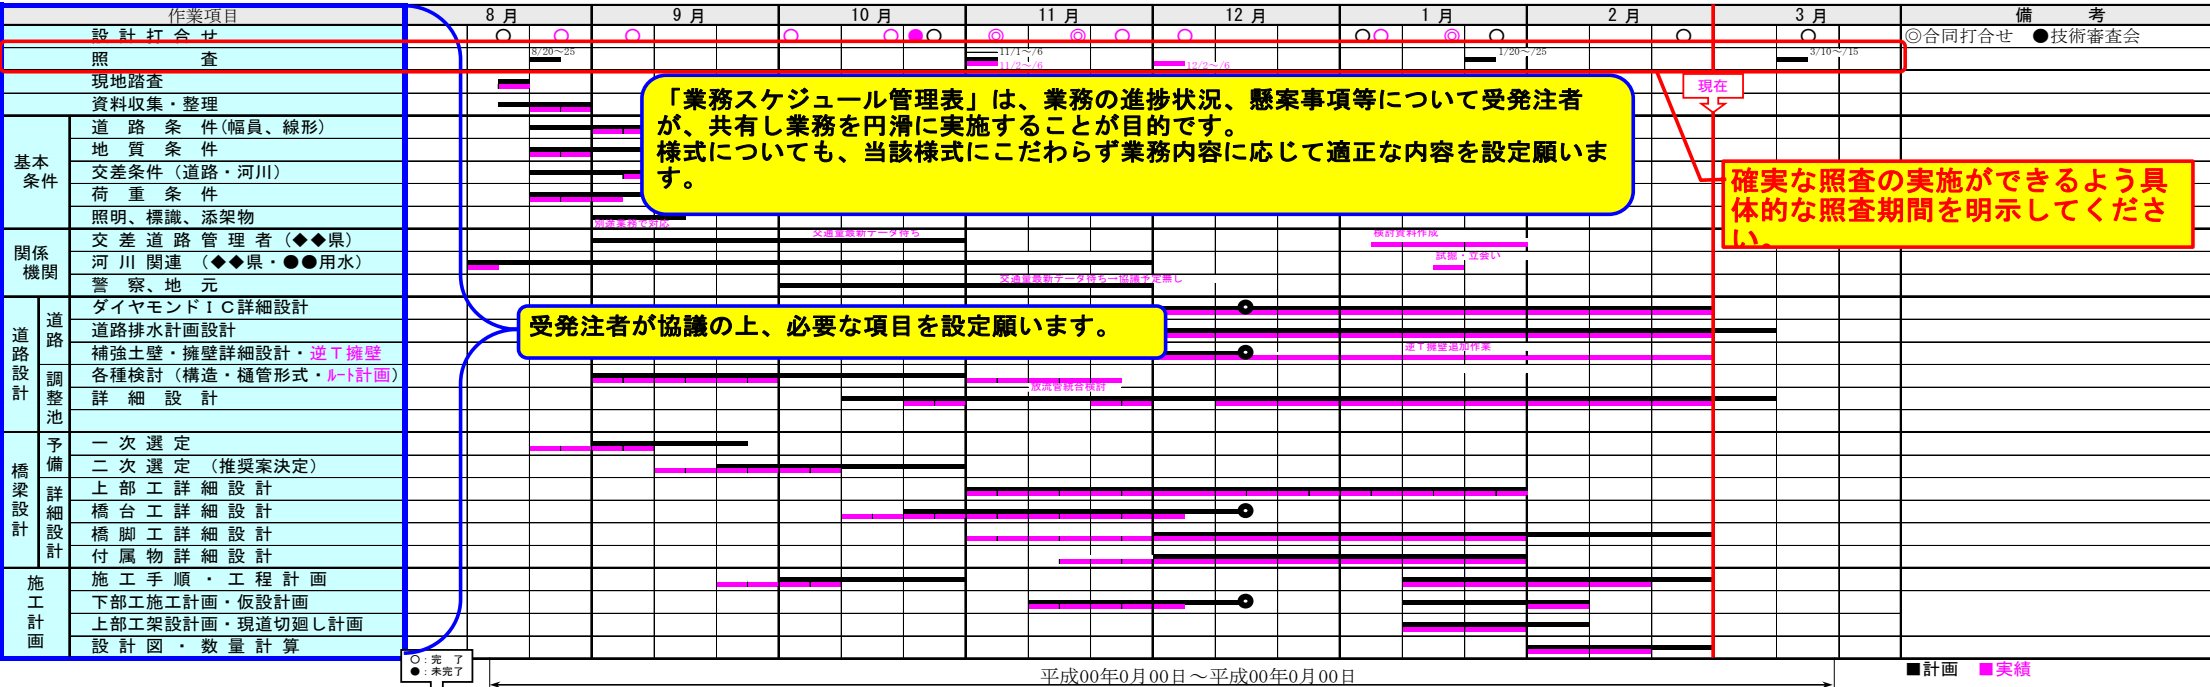 作業項目 8 月 9 月 10 月 11 月 12 月 1 月 2 月 3 月 備 考
設 計 打 合 せ ◎合同打合せ ●技術審査会
照 査 8/20～25 11/1～/6 11/2～/6 12/2～/6 1/20～/25 3/10～/15
現地踏査
現在
資料収集・整理
「業務スケジュール管理表」は、業務の進捗状況、懸案事項等について受発注者
が、共有し業務を円滑に実施することが目的です。
様式についても、当該様式にこだわらず業務内容に応じて適正な内容を設定願いま
す。
確実な照査の実施ができるよう具
体的な照査期間を明示してくださ
い。
基本
条件
道 路 条 件(幅員、線形)
地 質 条 件
交差条件（道路・河川）
荷 重 条 件
照明、標識、添架物 別途業務で対応
関係
機関
交 差 道 路 管 理 者（◆◆県） 交通量最新データ待ち 検討資料作成
河 川 関連 （◆◆県・●●用水） 試掘・立会い
警 察、地 元 交通量最新データ待ち→協議予定無し
道路設計
道路
ダイヤモンドＩＣ詳細設計
受発注者が協議の上、必要な項目を設定願います。
道路排水計画設計
補強土壁・擁壁詳細設計・逆Ｔ擁壁 逆Ｔ擁壁追加作業
調整池
各種検討（構造・樋管形式・ﾙｰﾄ計画） 放流管統合検討
詳 細 設 計
橋梁設計
予備
一 次 選 定
二 次 選 定 （推奨案決定）
詳細設計
上 部 工 詳 細 設 計
橋 台 工 詳 細 設 計
橋 脚 工 詳 細 設 計
付 属 物 詳 細 設 計
施工計画
施 工 手 順 ・ 工 程 計 画
下部工施工計画・仮設計画
上部工架設計画・現道切廻し計画
設 計 図 ・ 数 量 計 算
○：完 了
●：未完了
平成00年0月00日～平成00年0月00日
■計画 ■実績